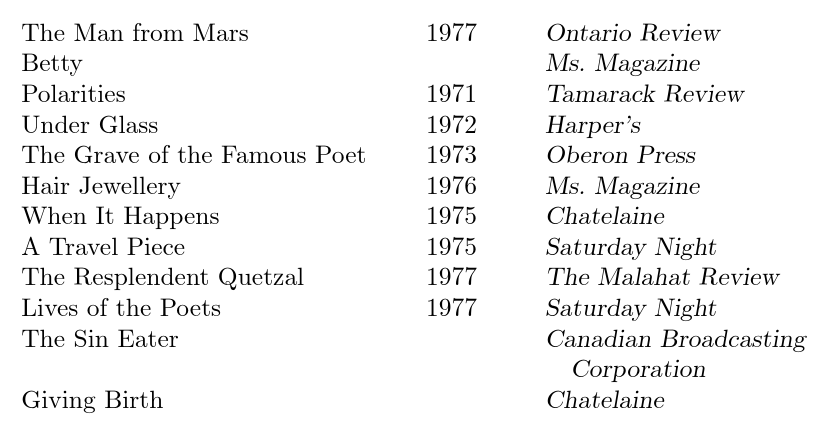 The Man from Mars 1977 Ontario Review
Betty Ms. Magazine
Polarities 1971 Tamarack Review
Under Glass 1972 Harper's
The Grave of the Famous Poet 1973 Oberon Press
Hair Jewellery 1976 Ms. Magazine
When It Happens 1975 Chatelaine
A Travel Piece 1975 Saturday Night
The Resplendent Quetzal 1977 The Malahat Review
Lives of the Poets 1977 Saturday Night
The Sin Eater Canadian Broadcasting
Corporation
Giving Birth Chatelaine